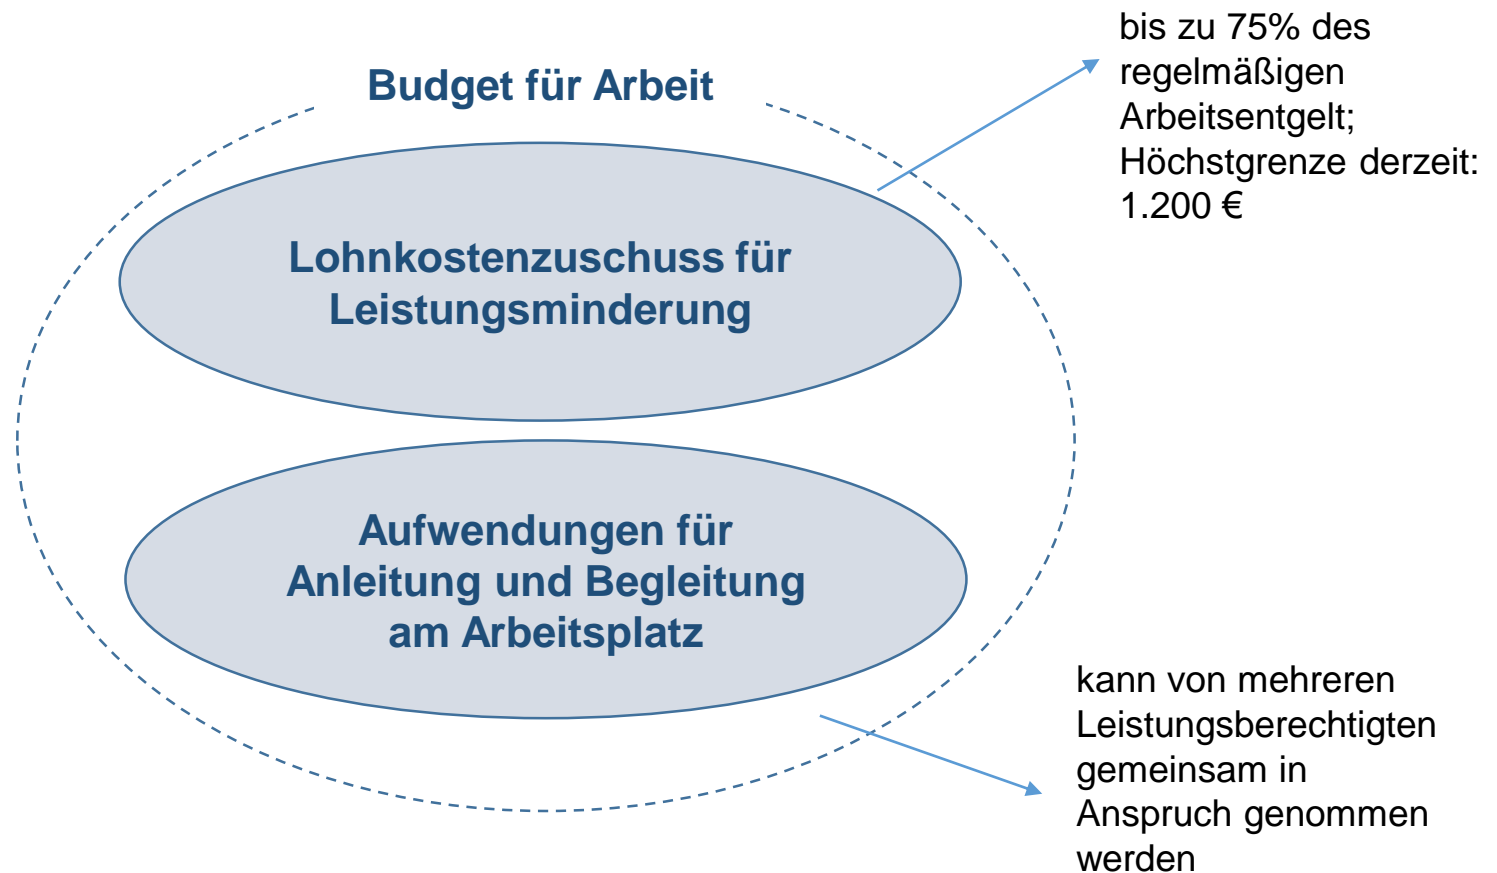 Budget für Arbeit
bis zu 75% des
regelmäßigen
Arbeitsentgelt;
Höchstgrenze derzeit:
1.200 €
Lohnkostenzuschuss für
Leistungsminderung
Aufwendungen für
Anleitung und Begleitung
am Arbeitsplatz
kann von mehreren
Leistungsberechtigten
gemeinsam in
Anspruch genommen
werden